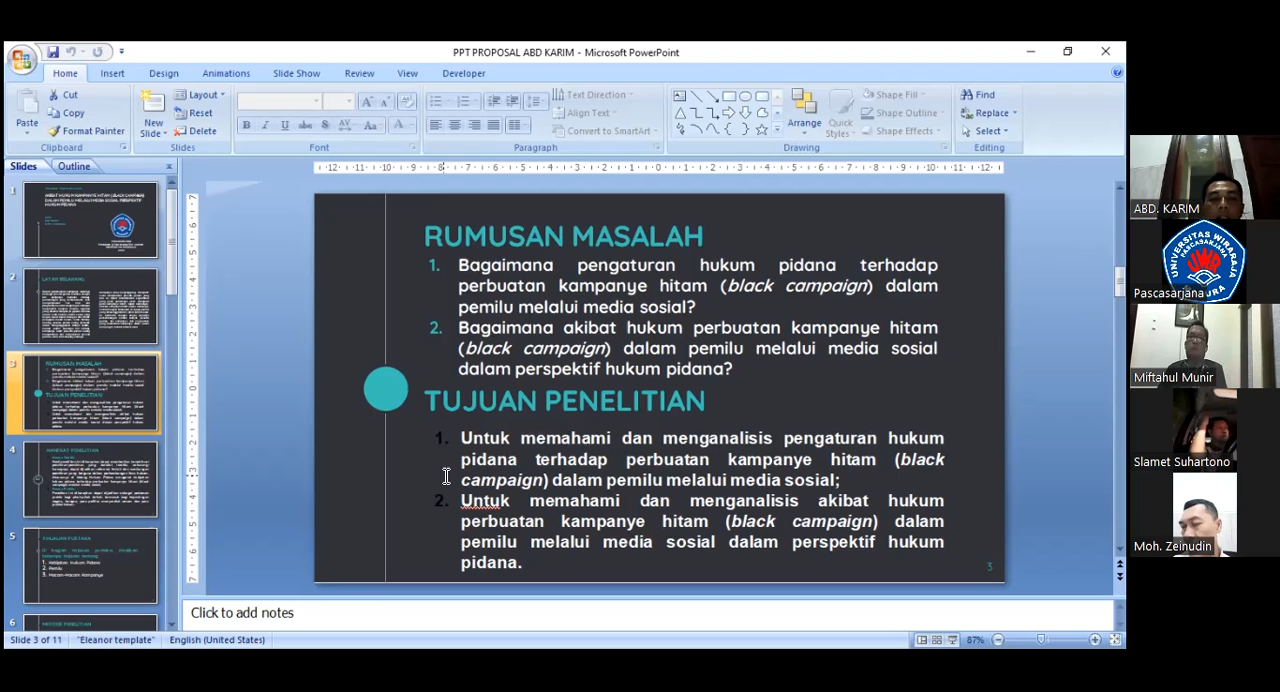 PPT PROPOSAL ABD KARIM - Microsoft PowerPoint
Home Insert Design Animations Slide Show Review View Developer
Paste
Cut
Copy
Format Painter
Clipboard
New Slide
Layout
Reset
Delete
Slides
Font
Text Direction
Align Text
Convert to SmartArt
Paragraph
Arrange
Quick Styles
Shape Fill
Shape Outline
Shape Effects
Drawing
Find
Replace
Select
Editing
Slides Outline
RUMUSAN MASALAH
1. Bagaimana pengaturan hukum pidana terhadap
perbuatan kampanye hitam (black campaign) dalam
pemilu melalui media sosial?
2. Bagaimana akibat hukum perbuatan kampanye hitam
(black campaign) dalam pemilu melalui media sosial
dalam perspektif hukum pidana?
TUJUAN PENELITIAN
1. Untuk memahami dan menganalisis pengaturan hukum
pidana terhadap perbuatan kampanye hitam (black
campaign) dalam pemilu melalui media sosial;
2. Untuk memahami dan menganalisis akibat hukum
perbuatan kampanye hitam (black campaign) dalam
pemilu melalui media sosial dalam perspektif hukum
pidana.
3
Click to add notes
Slide 3 of 11 "Eleanor template" English (United States) 87%
ABD. KARIM
UNIVERSITAS WIRARAJA
PASCASARJANA
Pascasarjana
Miftahul Munir
Slamet Suhartono
Moh. Zeinudin